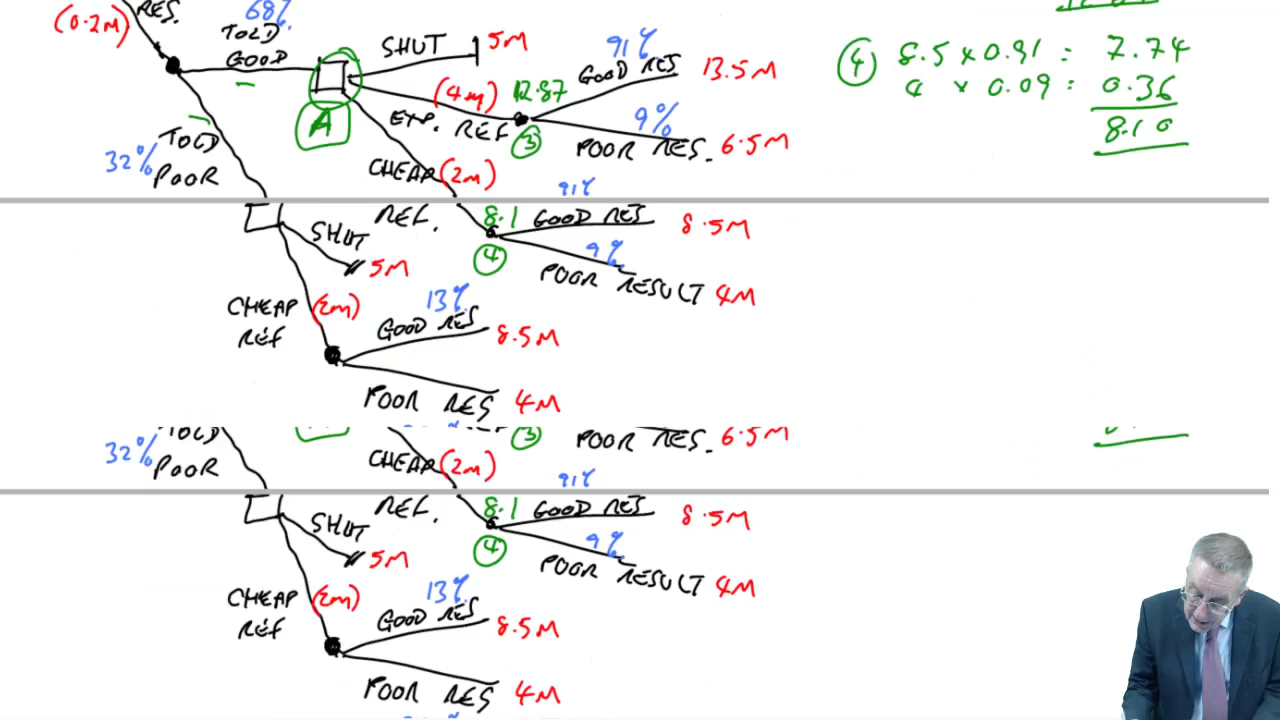 RES. 68%
(0.2M) TOLD GOOD
SHUT 5M
91%
GOOD RES 13.5M
(4M) 12.87
EXP. REF
A
③
9%
POOR RES. 6.5M
④ 8.5 x 0.91 : 7.74
4 x 0.09 : 0.36
8.10
TOLD
32% POOR
CHEAP (2M)
91%
REF. 8.1 GOOD RES 8.5M
④
9%
POOR RESULT 4M
SHUT
5M
CHEAP (2M)
REF
13%
GOOD RES 8.5M
POOR RES 4M
TOLD
32% POOR
③
POOR RES. 6.5M
CHEAP (2M)
91%
REF. 8.1 GOOD RES 8.5M
④
9%
POOR RESULT 4M
SHUT
5M
CHEAP (2M)
REF
13%
GOOD RES 8.5M
POOR RES 4M